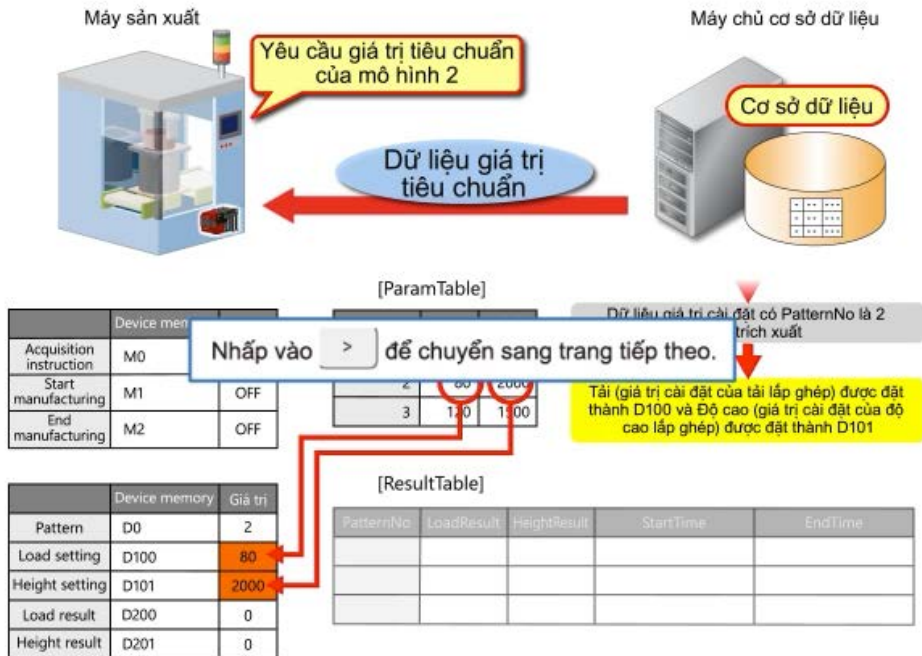 Máy sản xuất
Máy chủ cơ sở dữ liệu
Yêu cầu giá trị tiêu chuẩn
của mô hình 2
Cơ sở dữ liệu
Dữ liệu giá trị
tiêu chuẩn
[ParamTable]
Dữ liệu giá trị cài đặt có PatternNo là 2
trích xuất
Device mem
Acquisition
instruction
M0
Start
manufacturing
M1
OFF
End
manufacturing
M2
OFF
Nhấp vào > để chuyển sang trang tiếp theo.
2 80 2000
3 120 1500
Tải (giá trị cài đặt của tải lắp ghép) được đặt
thành D100 và Độ cao (giá trị cài đặt của độ
cao lắp ghép) được đặt thành D101
Device memory Giá trị
Pattern D0 2
Load setting D100 80
Height setting D101 2000
Load result D200 0
Height result D201 0
[ResultTable]
PatternNo LoadResult HeightResult StartTime EndTime